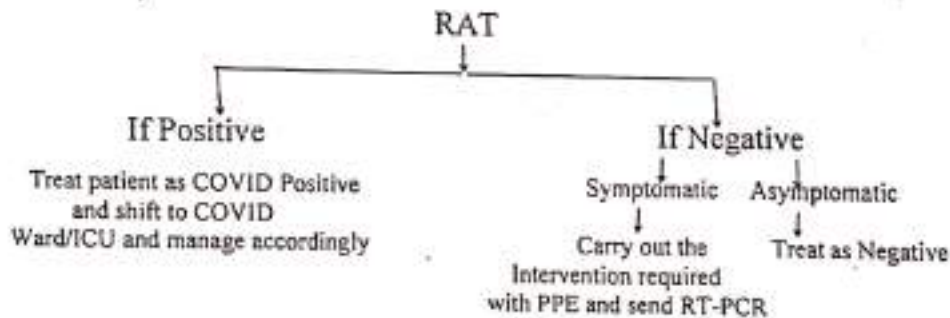 RAT
If Positive
Treat patient as COVID Positive
and shift to COVID
Ward/ICU and manage accordingly
If Negative
Symptomatic
Carry out the
Intervention required
with PPE and send RT-PCR
Asymptomatic
Treat as Negative